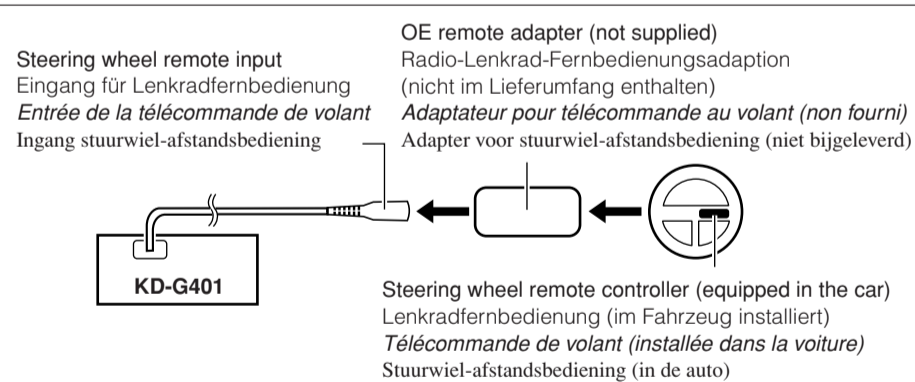 Steering wheel remote input
Eingang für Lenkradfernbedienung
Entrée de la télécommande de volant
Ingang stuurwiel-afstandsbediening
OE remote adapter (not supplied)
Radio-Lenkrad-Fernbedienungsadaption
(nicht im Lieferumfang enthalten)
Adaptateur pour télécommande au volant (non fourni)
Adapter voor stuurwiel-afstandsbediening (niet bijgeleverd)
KD-G401
Steering wheel remote controller (equipped in the car)
Lenkradfernbedienung (im Fahrzeug installiert)
Télécommande de volant (installée dans la voiture)
Stuurwiel-afstandsbediening (in de auto)